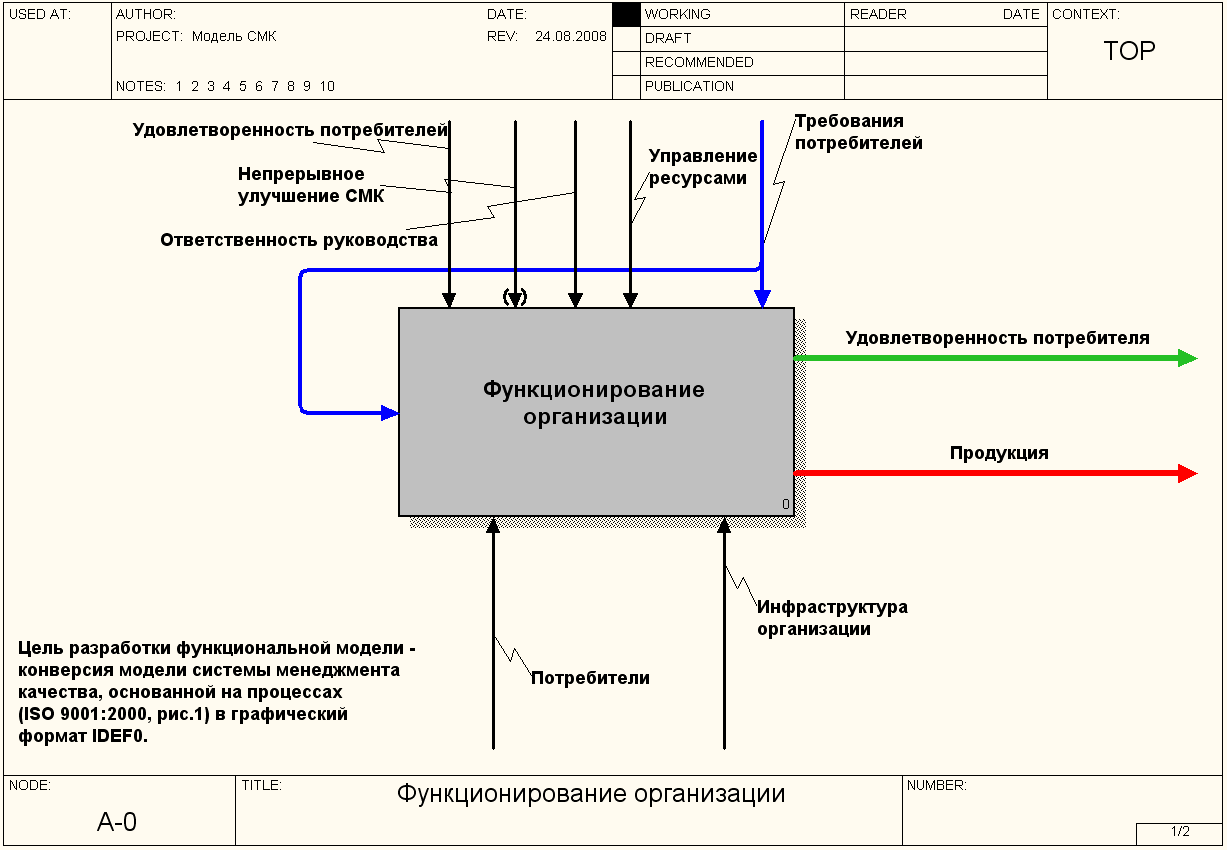 USED AT:
AUTHOR:
DATE:
PROJECT: Модель СМК
REV: 24.08.2008
NOTES: 1 2 3 4 5 6 7 8 9 10
WORKING
DRAFT
RECOMMENDED
PUBLICATION
READER
DATE
CONTEXT:
TOP
Удовлетворенность потребителей
Непрерывное
улучшение СМК
Ответственность руководства
Управление
ресурсами
Требования
потребителей
Функционирование
организации
0
Удовлетворенность потребителя
Продукция
Потребители
Инфраструктура
организации
Цель разработки функциональной модели -
конверсия модели системы менеджмента
качества, основанной на процессах
(ISO 9001:2000, рис.1) в графический
формат IDEF0.
NODE:
A-0
TITLE:
Функционирование организации
NUMBER:
1/2